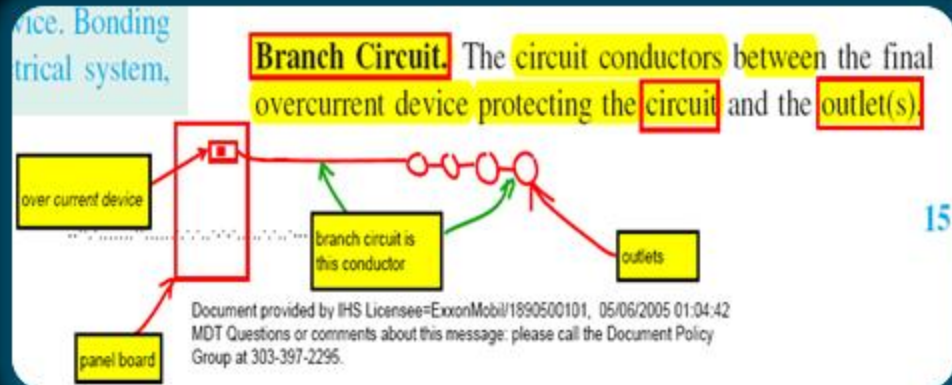 vice. Bonding
trical system,
Branch Circuit. The circuit conductors between the final
overcurrent device protecting the circuit and the outlet(s).
over current device
branch circuit is
this conductor
outlets
15
panel board
Document provided by IHS Licensee=ExxonMobil/1890500101, 05/06/2005 01:04:42
MDT Questions or comments about this message: please call the Document Policy
Group at 303-397-2295.